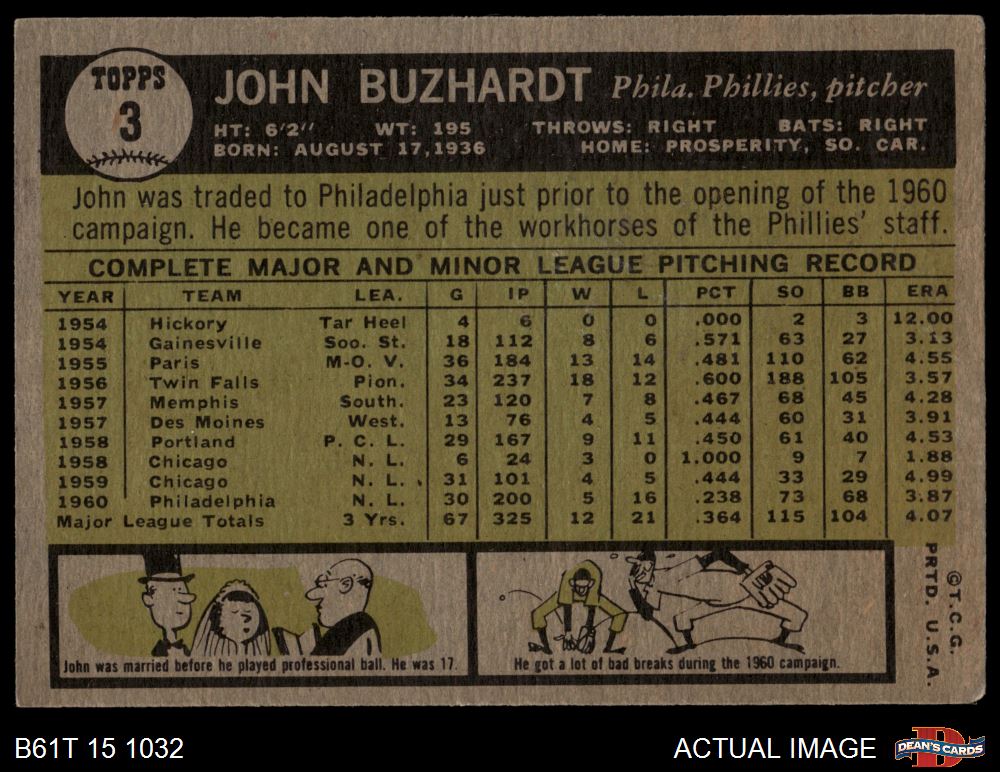 TOPPS
3
JOHN BUZHARDT Phila. Phillies, pitcher
HT: 6'2" WT: 195 THROWS: RIGHT BATS: RIGHT
BORN: AUGUST 17, 1936 HOME: PROSPERITY, SO. CAR.
John was traded to Philadelphia just prior to the opening of the 1960
campaign. He became one of the workhorses of the Phillies' staff.
COMPLETE MAJOR AND MINOR LEAGUE PITCHING RECORD
YEAR TEAM LEA. G IP W L PCT SO BB ERA
1954 Hickory Tar Heel 4 6 0 0 .000 2 3 12.00
1954 Gainesville Soo. St. 18 112 8 6 .571 63 27 3.13
1955 Paris M-O. V. 36 184 13 14 .481 110 62 4.55
1956 Twin Falls Pion. 34 237 18 12 .600 188 105 3.57
1957 Memphis South. 23 120 7 8 .467 68 45 4.28
1957 Des Moines West. 13 76 4 5 .444 60 31 3.91
1958 Portland P. C. L. 29 167 9 11 .450 61 40 4.53
1958 Chicago N. L. 6 24 3 0 1.000 9 7 1.88
1959 Chicago N. L. 31 101 4 5 .444 33 29 4.99
1960 Philadelphia N. L. 30 200 5 16 .238 73 68 3.87
Major League Totals 3 Yrs. 67 325 12 21 .364 115 104 4.07
John was married before he played professional ball. He was 17.
He got a lot of bad breaks during the 1960 campaign.
©T.C.G.
PRTD. U.S.A.
B61T 15 1032
ACTUAL IMAGE
D
DEAN'S CARDS